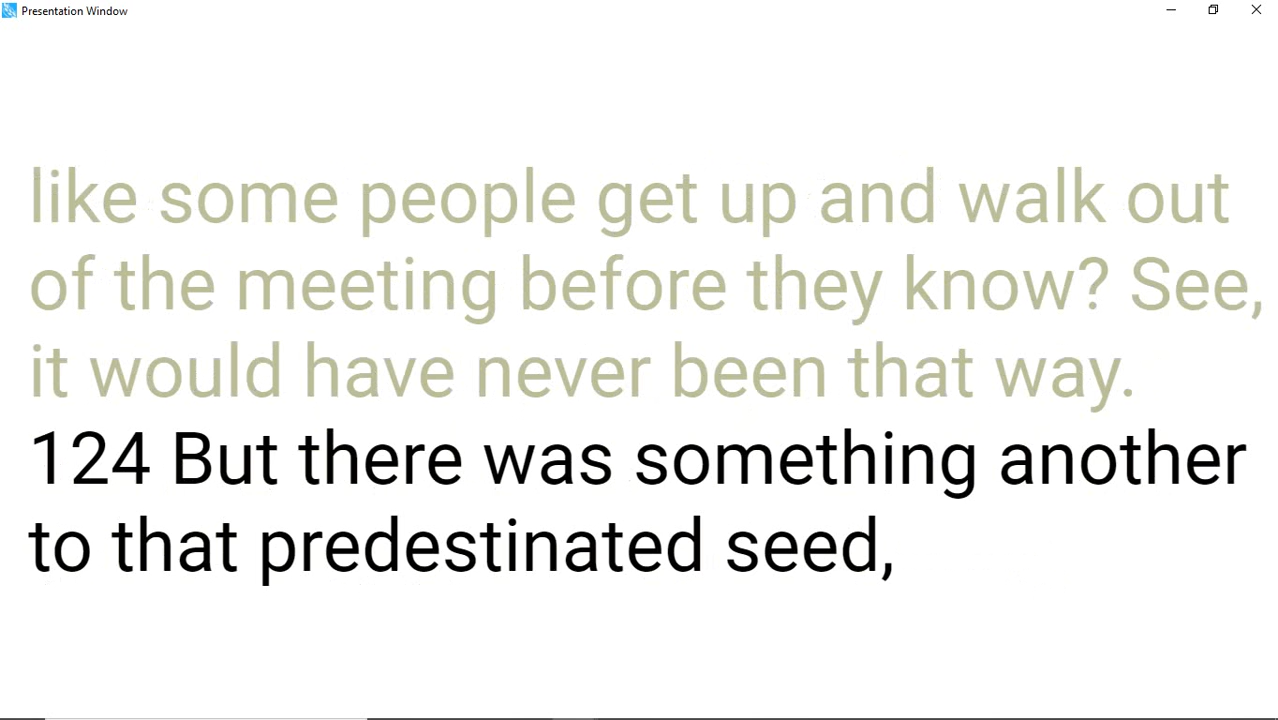 Presentation Window
like some people get up and walk out
of the meeting before they know? See,
it would have never been that way.
124 But there was something another
to that predestinated seed,